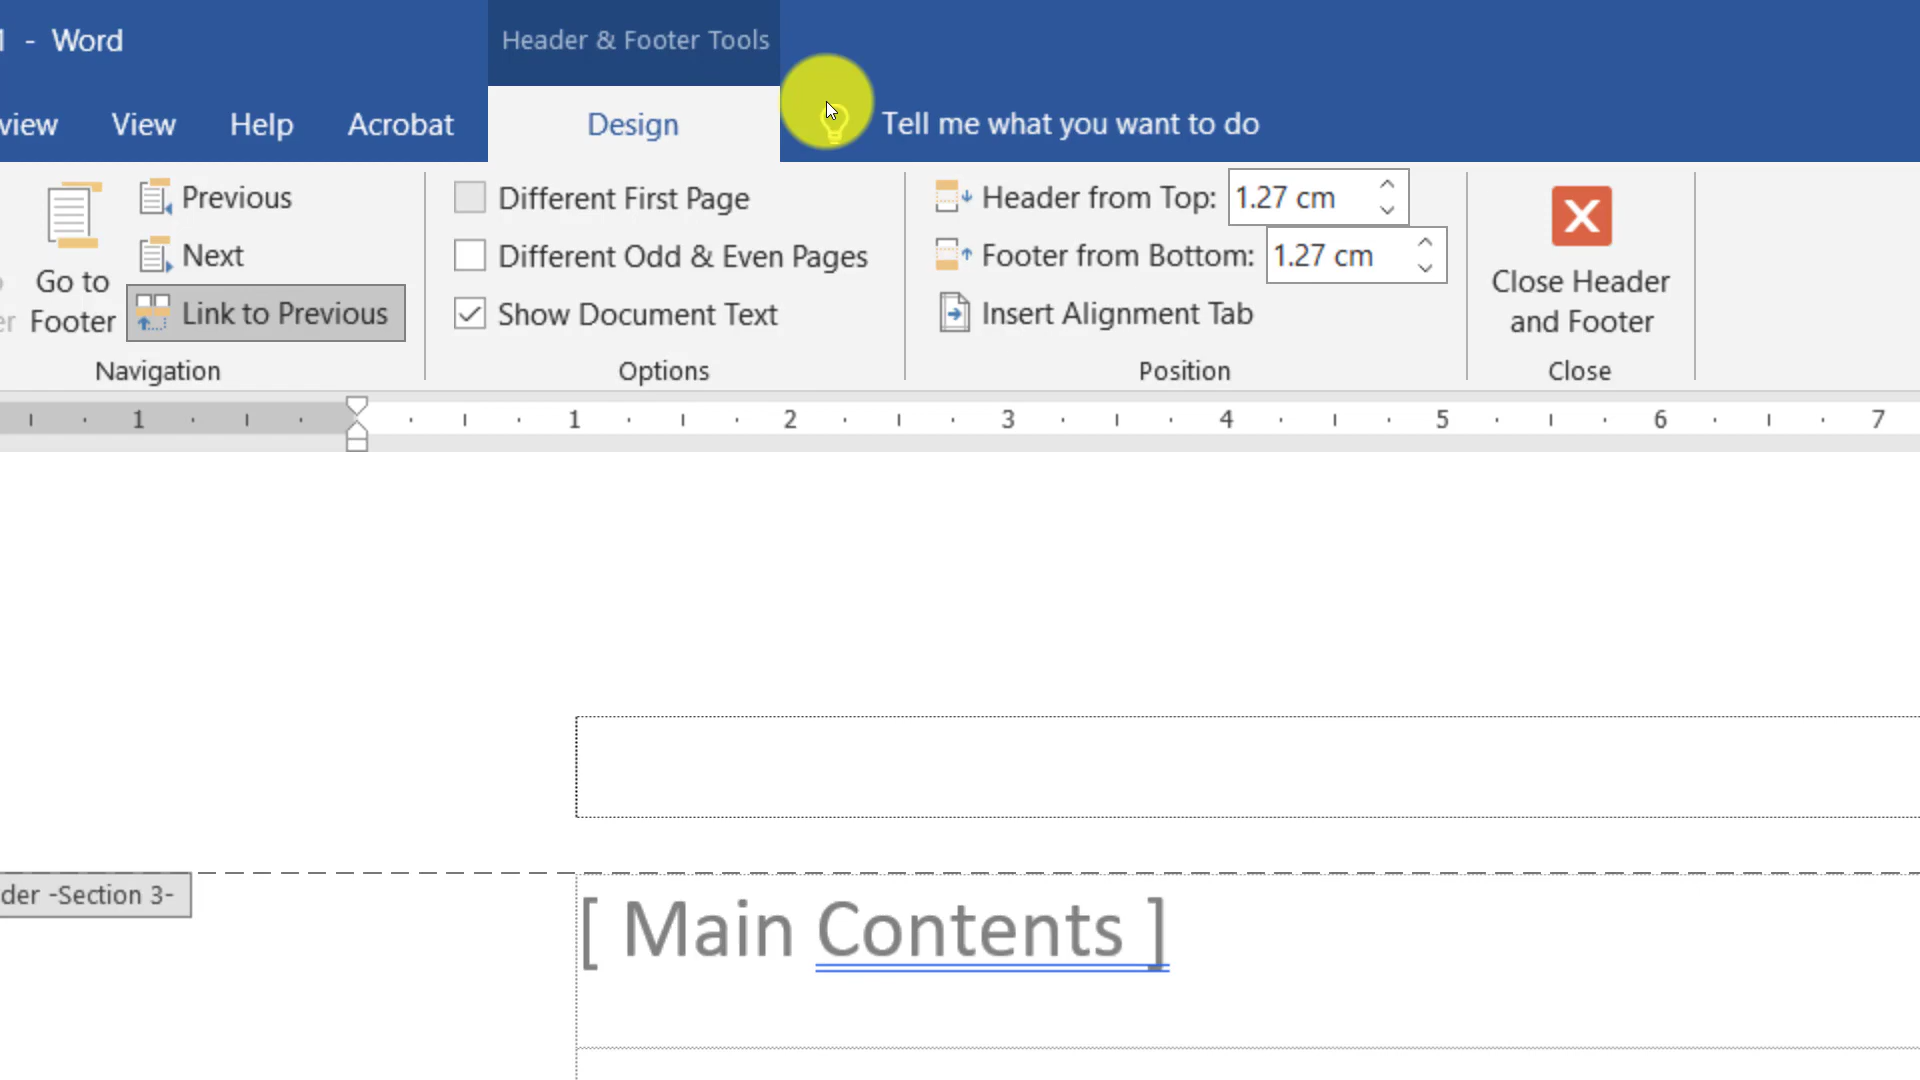 - Word
Header & Footer Tools
view
View
Help
Acrobat
Design
Tell me what you want to do
Previous
Next
Link to Previous
Go to
Footer
Navigation
Different First Page
Different Odd & Even Pages
Show Document Text
Options
Header from Top: 1.27 cm
Footer from Bottom: 1.27 cm
Insert Alignment Tab
Position
Close Header
and Footer
Close
1 1 2 3 4 5 6 7
der -Section 3-
[ Main Contents ]